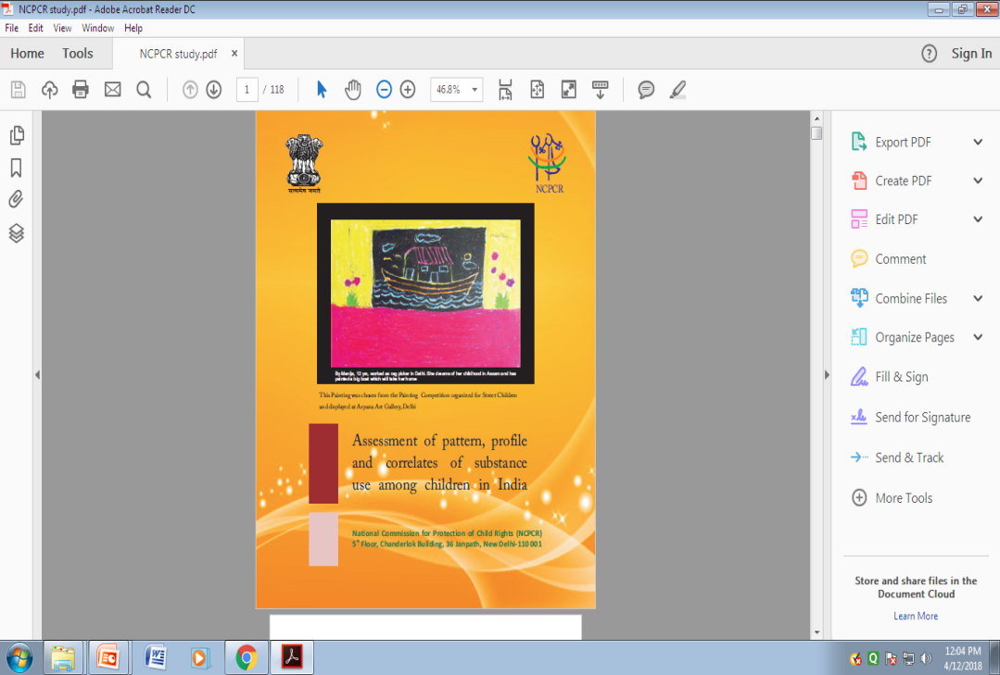 NCPCR study.pdf - Adobe Acrobat Reader DC
File Edit View Window Help
Home Tools NCPCR study.pdf x ? Sign In
1 / 118 46.8%
सत्यमेव जयते
NCPCR
12 yrs, worked as rag picker in Delhi. She dreams of her childhood in Assam and has
painted a big boat which will take her home
This Painting was chosen from the Painting Competition organized for Street Children
and displayed at Arpana Art Gallery, Delhi
Assessment of pattern, profile
and correlates of substance
use among children in India
National Commission for Protection of Child Rights (NCPCR)
5th Floor, Chanderlok Building, 36 Janpath, New Delhi-110 001
Export PDF
Create PDF
Edit PDF
Comment
Combine Files
Organize Pages
Fill & Sign
Send for Signature
Send & Track
More Tools
Store and share files in the
Document Cloud
Learn More
12:04 PM
4/12/2018